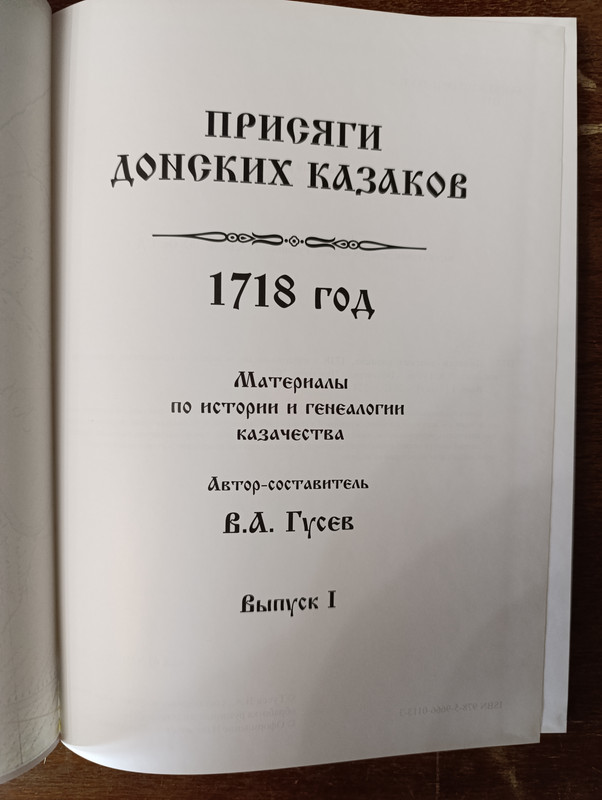 ПРИСЯГИ
ДОНСКИХ КАЗАКОВ
1718 год
Материалы
по истории и генеалогии
казачества
Автор-составитель
В.А. Гусев
Выпуск I